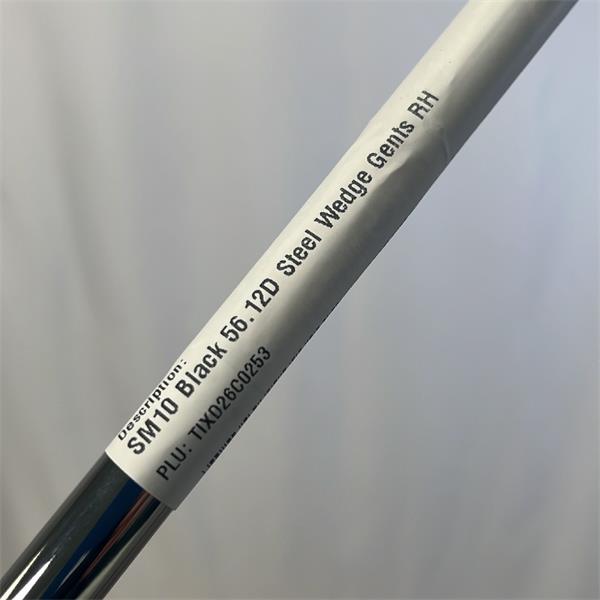 Description:
SM10 Black 56.12D Steel Wedge Gents RH
PLU: TIXD26C0253